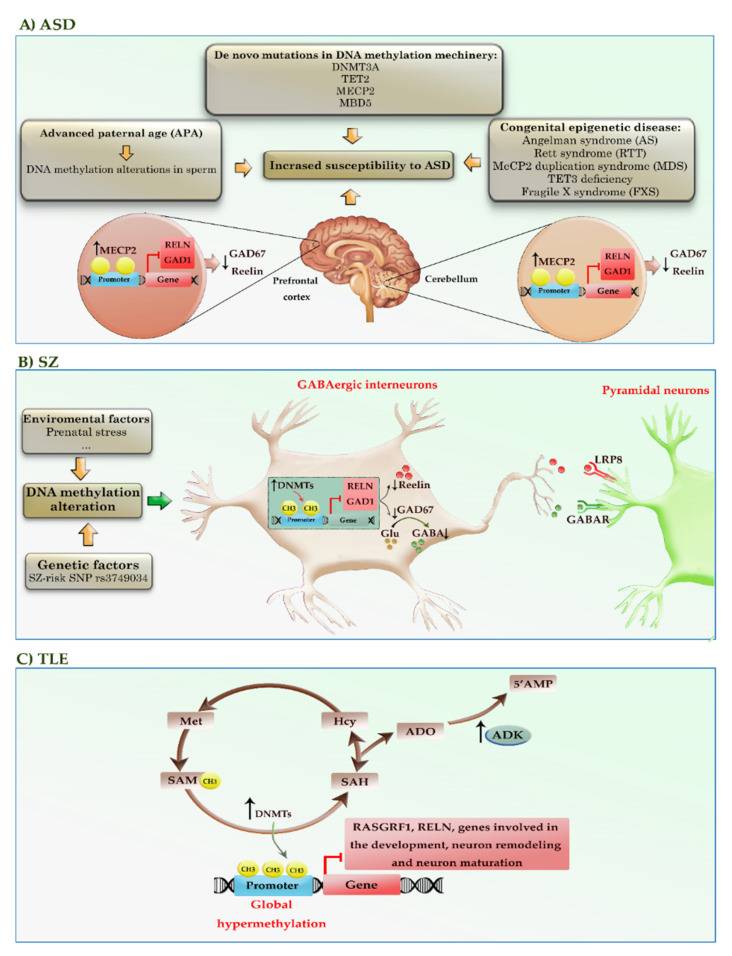 A) ASD
De novo mutations in DNA methylation mechinery:
DNMT3A
TET2
MECP2
MBD5
Advanced paternal age (APA)
DNA methylation alterations in sperm
Incrased susceptibility to ASD
Congenital epigenetic disease:
Angelman syndrome (AS)
Rett syndrome (RTT)
MeCP2 duplication syndrome (MDS)
TET3 deficiency
Fragile X syndrome (FXS)
↑MECP2
RELN
GAD1
Promoter
Gene
↓GAD67
Reelin
Prefrontal
cortex
Cerebellum
↑MECP2
RELN
GAD1
Promoter
Gene
↓GAD67
Reelin
B) SZ
GABAergic interneurons
Pyramidal neurons
Enviromental factors
Prenatal stress
...
DNA methylation
alteration
Genetic factors
SZ-risk SNP rs3749034
↑DNMTs
RELN
GAD1
CH3 CH3
Promoter
Gene
↓Reelin
↓GAD67
Glu
GABA↓
LRP8
GABAR
C) TLE
5'AMP
Met
Hcy
ADO
↑ADK
SAM CH3
SAH
↑DNMTs
RASGRF1, RELN, genes involved in
the development, neuron remodeling
and neuron maturation
CH3 CH3 CH3
Promoter
Gene
Global
hypermethylation